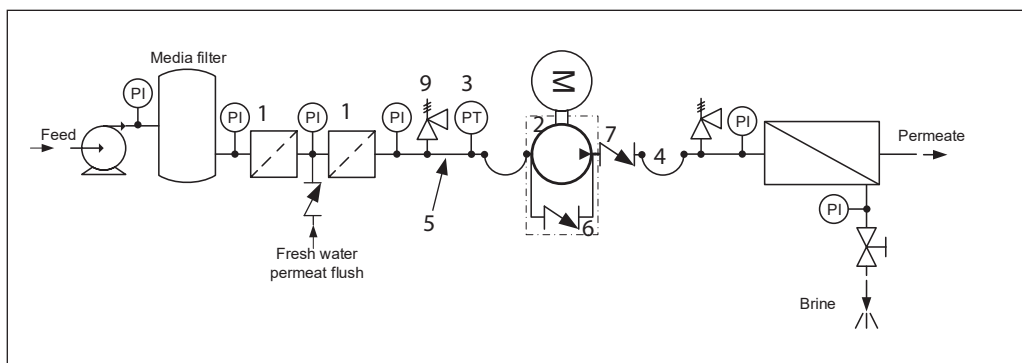 Media filter
PI
Feed
PI
1
PI
1
PI
9
3
PT
5
M
2
7
6
4
PI
Permeate
PI
Fresh water
permeat flush
Brine